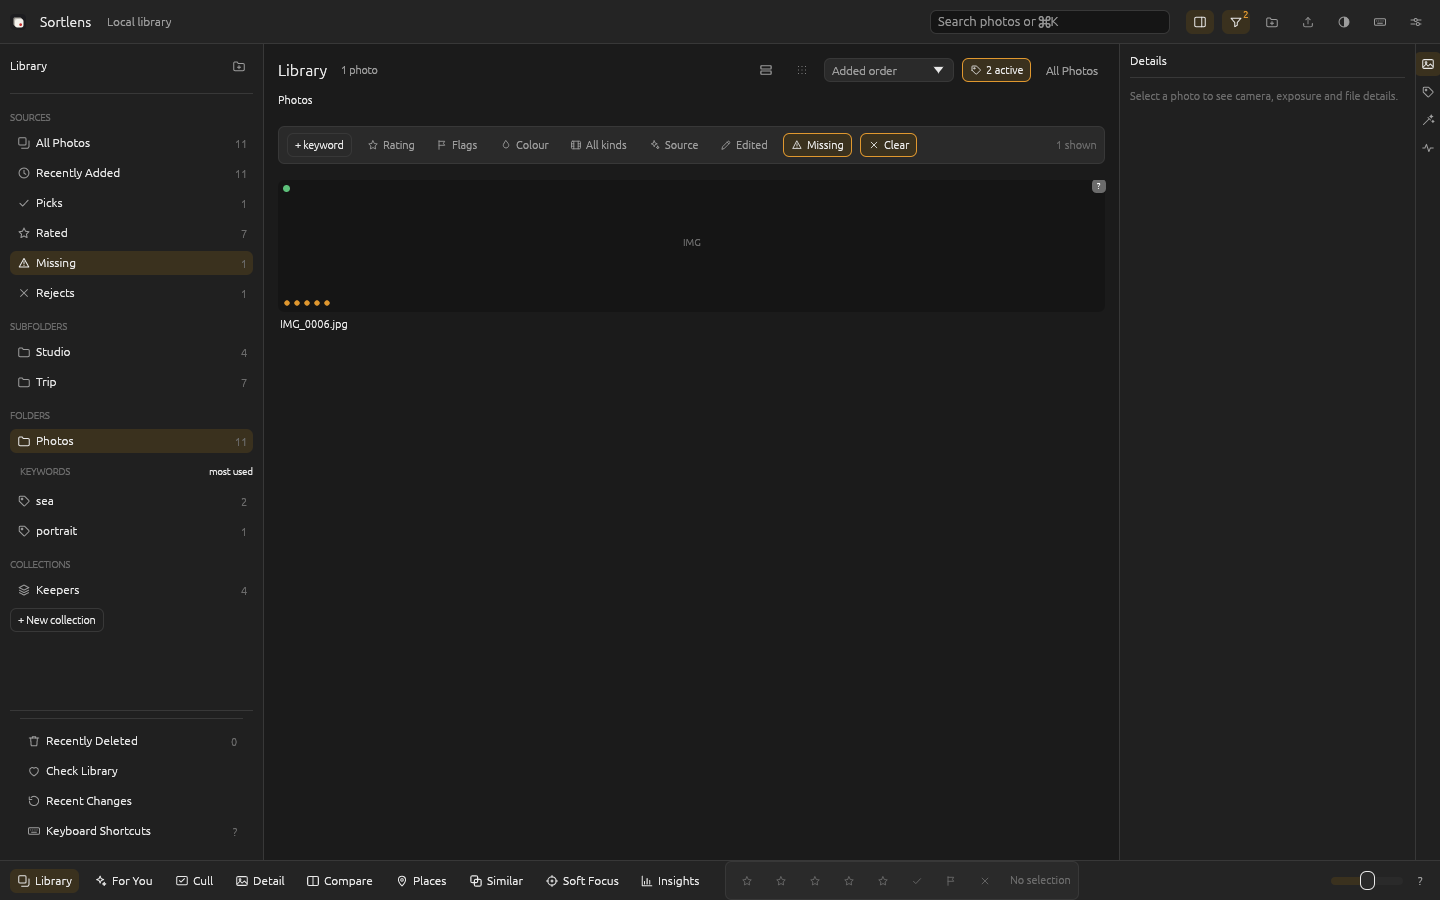 Sortlens
Local library
Search photos or ⌘K
2
Library
SOURCES
All Photos 11
Recently Added 11
Picks 1
Rated 7
Missing 1
Rejects 1
SUBFOLDERS
Studio 4
Trip 7
FOLDERS
Photos 11
KEYWORDS most used
sea 2
portrait 1
COLLECTIONS
Keepers 4
+ New collection
Recently Deleted 0
Check Library
Recent Changes
Keyboard Shortcuts ?
Library 1 photo
Added order
2 active
All Photos
Photos
+ keyword
Rating
Flags
Colour
All kinds
Source
Edited
Missing
Clear
1 shown
?
IMG
IMG_0006.jpg
Details
Select a photo to see camera, exposure and file details.
Library
For You
Cull
Detail
Compare
Places
Similar
Soft Focus
Insights
No selection
?